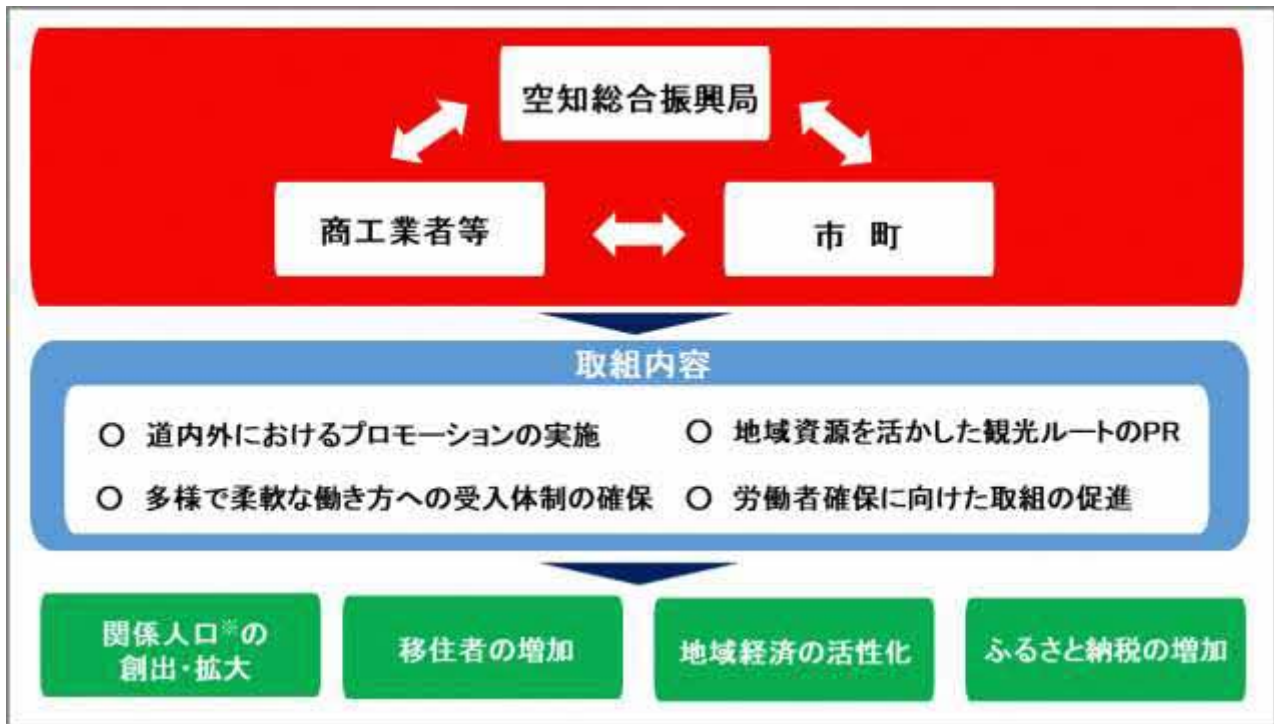 空知総合振興局
商工業者等
市 町
取組内容
〇 道内外におけるプロモーションの実施
〇 地域資源を活かした観光ルートのPR
〇 多様で柔軟な働き方への受入体制の確保
〇 労働者確保に向けた取組の促進
関係人口※の
創出・拡大
移住者の増加
地域経済の活性化
ふるさと納税の増加